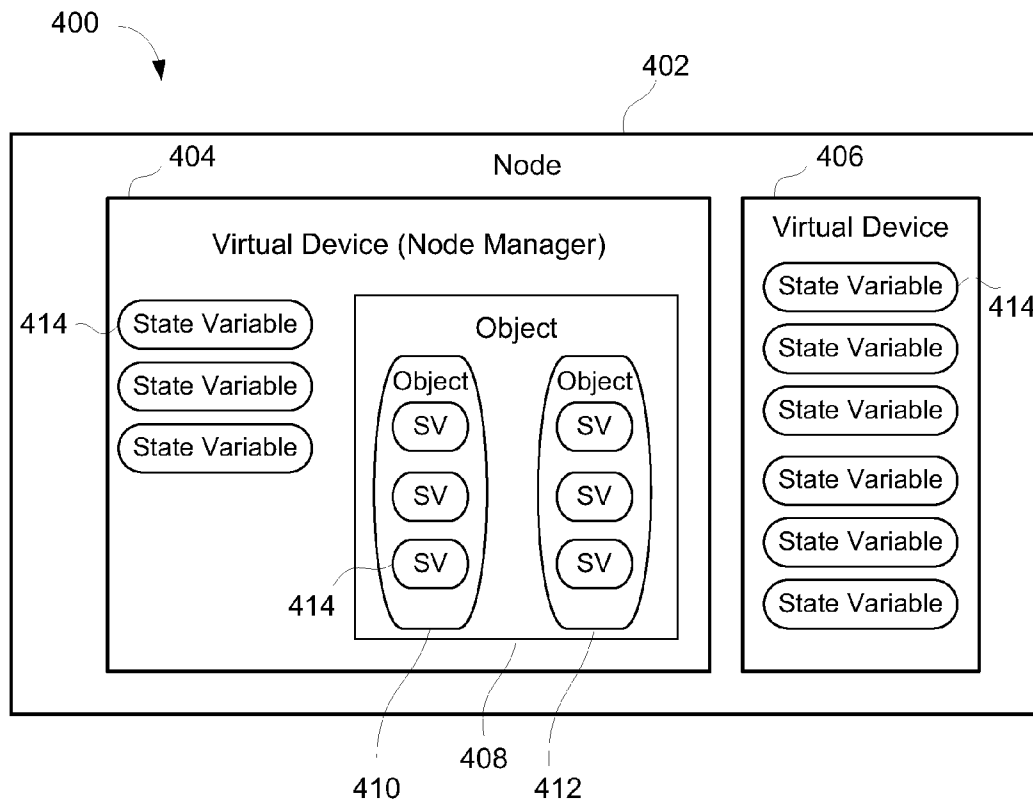 400
402
404
Node
406
Virtual Device (Node Manager)
Virtual Device
414
State Variable
State Variable
State Variable
Object
Object
SV
SV
SV
414
Object
SV
SV
SV
State Variable
414
State Variable
State Variable
State Variable
State Variable
State Variable
410
408
412